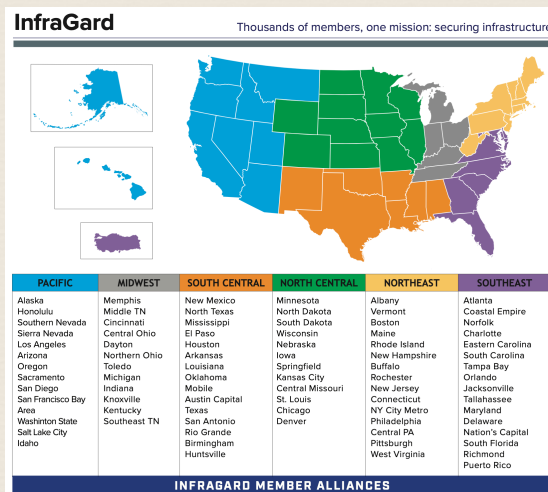 InfraGard
Thousands of members, one mission: securing infrastructure
PACIFIC
Alaska
Honolulu
Southern Nevada
Sierra Nevada
Los Angeles
Arizona
Oregon
Sacramento
San Diego
San Francisco Bay
Area
Washinton State
Salt Lake City
Idaho
MIDWEST
Memphis
Middle TN
Cincinnati
Central Ohio
Dayton
Northern Ohio
Toledo
Michigan
Indiana
Knoxville
Kentucky
Southeast TN
SOUTH CENTRAL
New Mexico
North Texas
Mississippi
El Paso
Houston
Arkansas
Louisiana
Oklahoma
Mobile
Austin Capital
Texas
San Antonio
Rio Grande
Birmingham
Huntsville
NORTH CENTRAL
Minnesota
North Dakota
South Dakota
Wisconsin
Nebraska
Iowa
Springfield
Kansas City
Central Missouri
St. Louis
Chicago
Denver
NORTHEAST
Albany
Vermont
Boston
Maine
Rhode Island
New Hampshire
Buffalo
Rochester
New Jersey
Connecticut
NY City Metro
Philadelphia
Central PA
Pittsburgh
West Virginia
SOUTHEAST
Atlanta
Coastal Empire
Norfolk
Charlotte
Eastern Carolina
South Carolina
Tampa Bay
Orlando
Jacksonville
Tallahassee
Maryland
Delaware
Nation's Capital
South Florida
Richmond
Puerto Rico
INFRAGARD MEMBER ALLIANCES